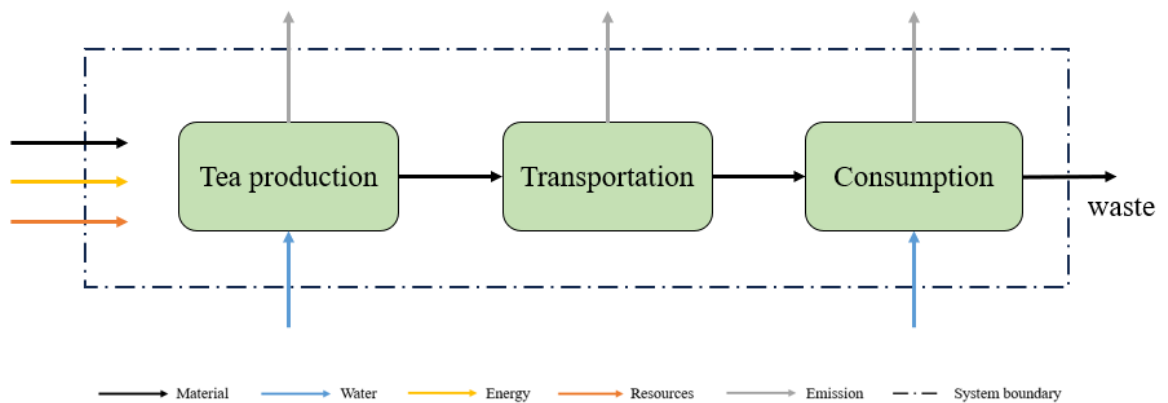 Tea production
Transportation
Consumption
waste
Material
Water
Energy
Resources
Emission
System boundary